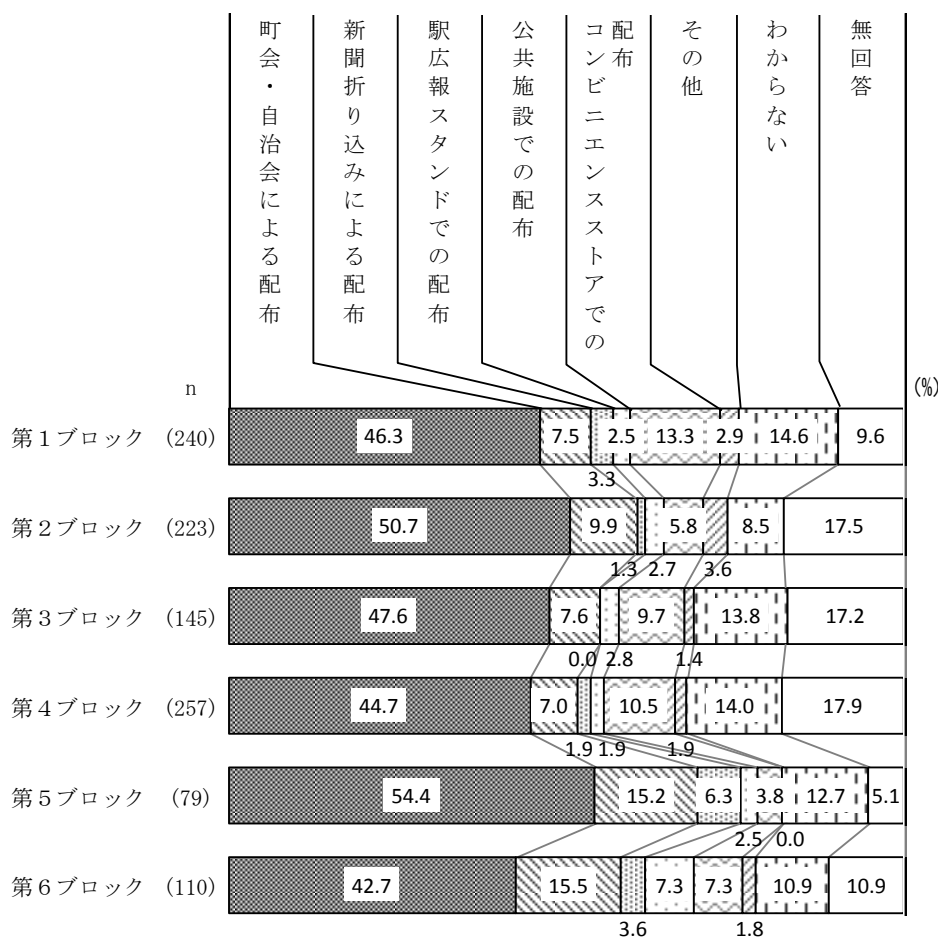 町会・自治会による配布
新聞折り込みによる配布
駅広報スタンドでの配布
公共施設での配布
コンビニエンスストアでの
配布
その他
わからない
無回答
n
(%)
第１ブロック (240)
46.3 7.5 2.5 13.3 2.9 14.6 9.6
3.3
第２ブロック (223)
50.7 9.9 5.8 8.5 17.5
1.3 2.7 3.6
第３ブロック (145)
47.6 7.6 9.7 13.8 17.2
0.0 2.8 1.4
第４ブロック (257)
44.7 7.0 10.5 14.0 17.9
1.9 1.9 1.9
第５ブロック (79)
54.4 15.2 6.3 3.8 12.7 5.1
2.5 0.0
第６ブロック (110)
42.7 15.5 7.3 7.3 10.9 10.9
3.6 1.8